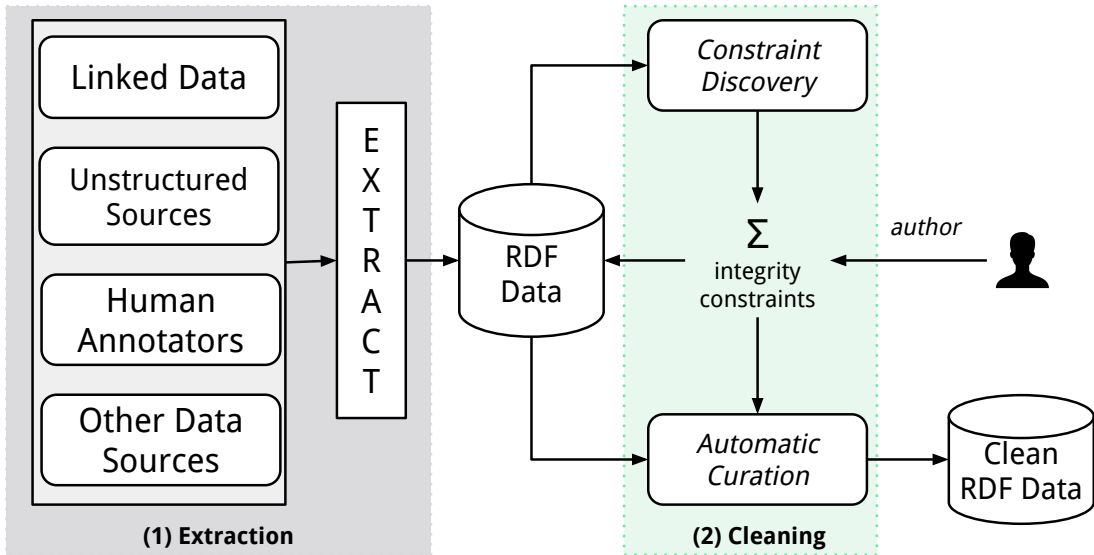 Linked Data
Unstructured
Sources
Human
Annotators
Other Data
Sources
E
X
T
R
A
C
T
(1) Extraction
RDF
Data
Constraint
Discovery
Σ
integrity
constraints
author
Automatic
Curation
(2) Cleaning
Clean
RDF Data